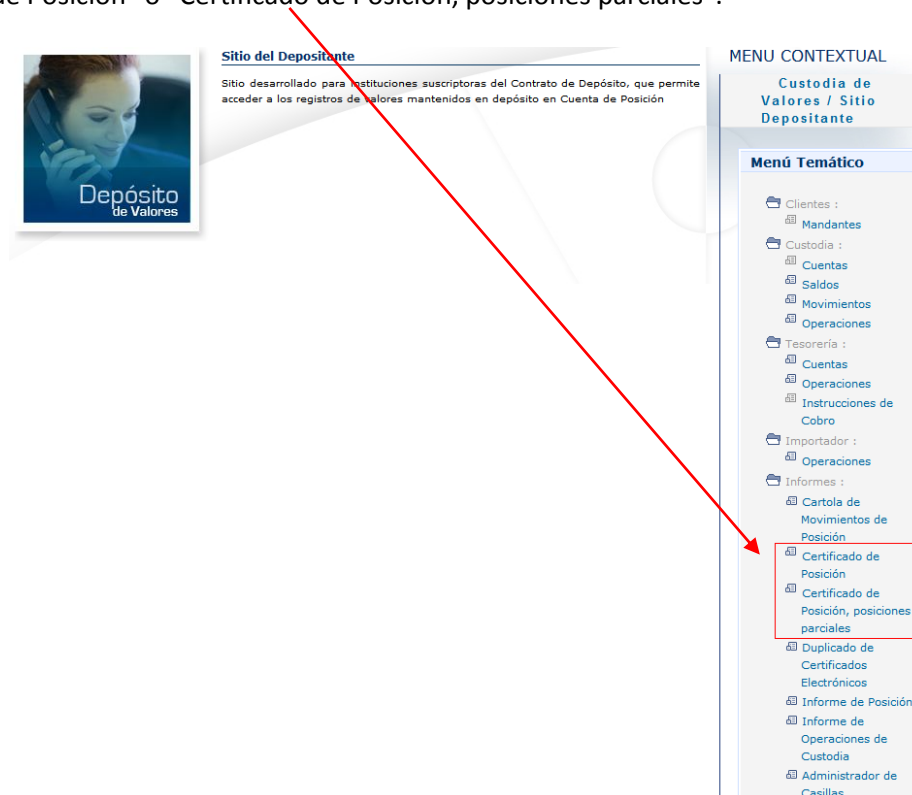 de Posición" o "Certificado de Posición, posiciones parciales".
Sitio del Depositante
Sitio desarrollado para Instituciones suscriptoras del Contrato de Depósito, que permite
acceder a los registros de valores mantenidos en depósito en Cuenta de Posición
Depósito
de Valores
MENU CONTEXTUAL
Custodia de
Valores / Sitio
Depositante
Menú Temático
Clientes :
Mandantes
Custodia :
Cuentas
Saldos
Movimientos
Operaciones
Tesorería :
Cuentas
Operaciones
Instrucciones de
Cobro
Importador :
Operaciones
Informes :
Cartola de
Movimientos de
Posición
Certificado de
Posición
Certificado de
Posición, posiciones
parciales
Duplicado de
Certificados
Electrónicos
Informe de Posición
Informe de
Operaciones de
Custodia
Administrador de
Casillas